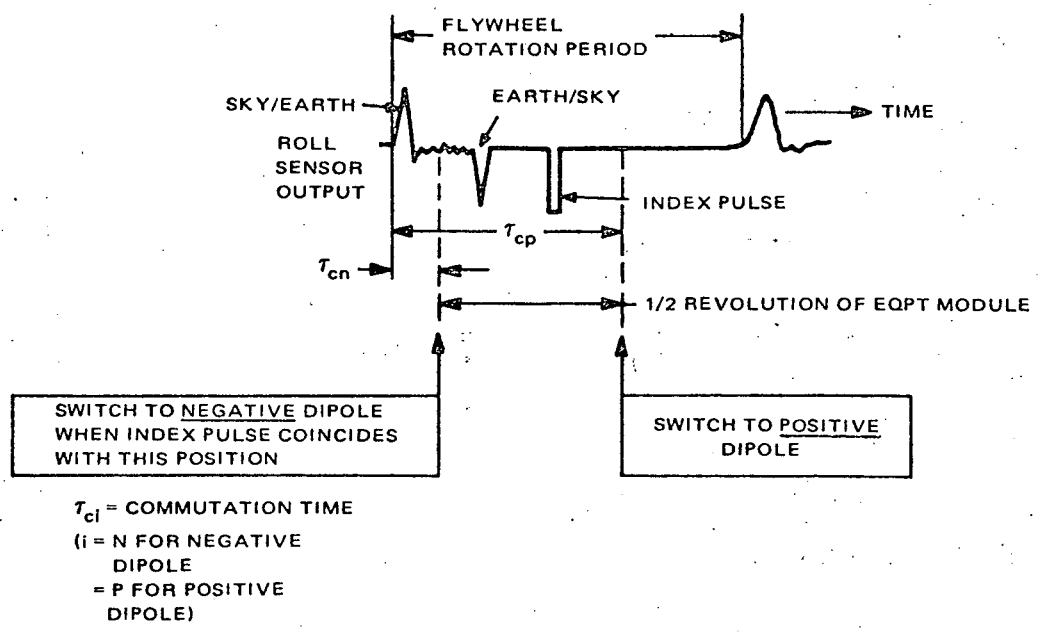 FLYWHEEL
ROTATION PERIOD
SKY/EARTH
EARTH/SKY
TIME
ROLL
SENSOR
OUTPUT
INDEX PULSE
τcp
τcn
1/2 REVOLUTION OF EQPT MODULE
SWITCH TO NEGATIVE DIPOLE
WHEN INDEX PULSE COINCIDES
WITH THIS POSITION
SWITCH TO POSITIVE
DIPOLE
τci = COMMUTATION TIME
(i = N FOR NEGATIVE
DIPOLE
= P FOR POSITIVE
DIPOLE)